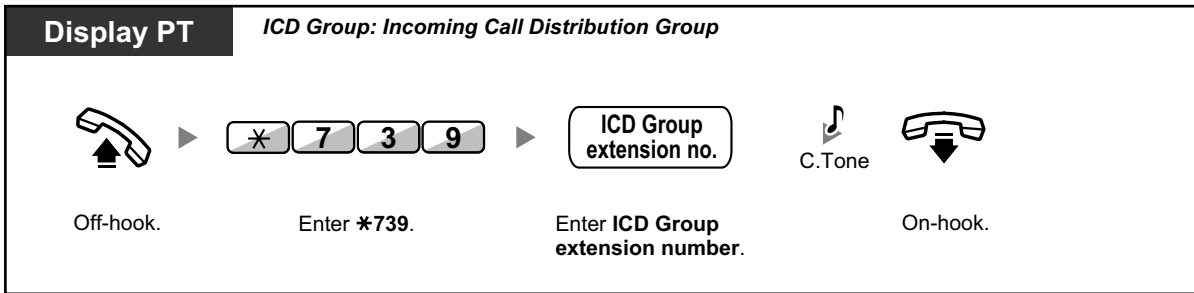 Display PT
ICD Group: Incoming Call Distribution Group
* 7 3 9
ICD Group
extension no.
C.Tone
Off-hook.
Enter *739.
Enter ICD Group
extension number.
On-hook.